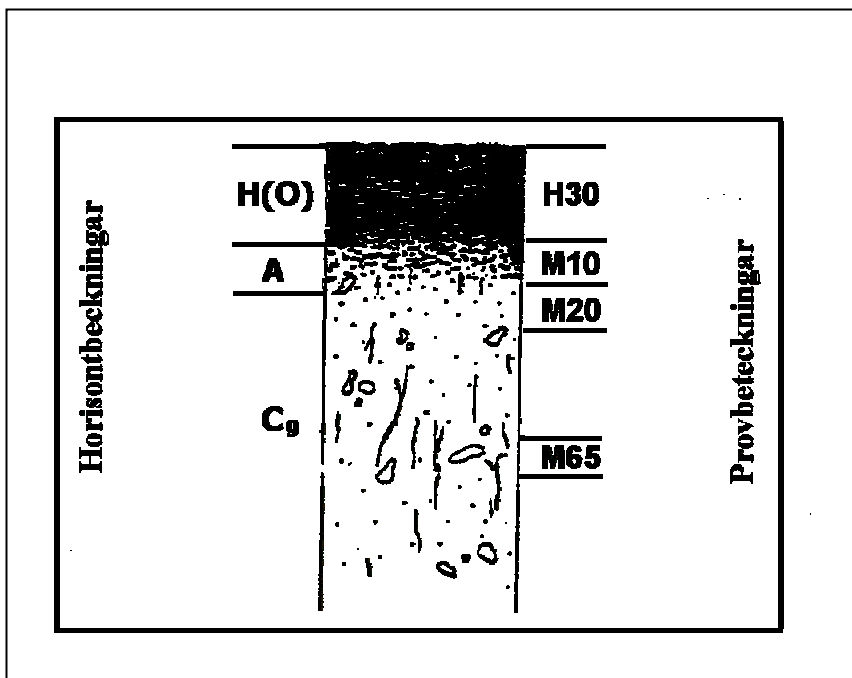 Horisontbeckningar
H(O)
A
Cg
H30
M10
M20
M65
Provbeteckningar